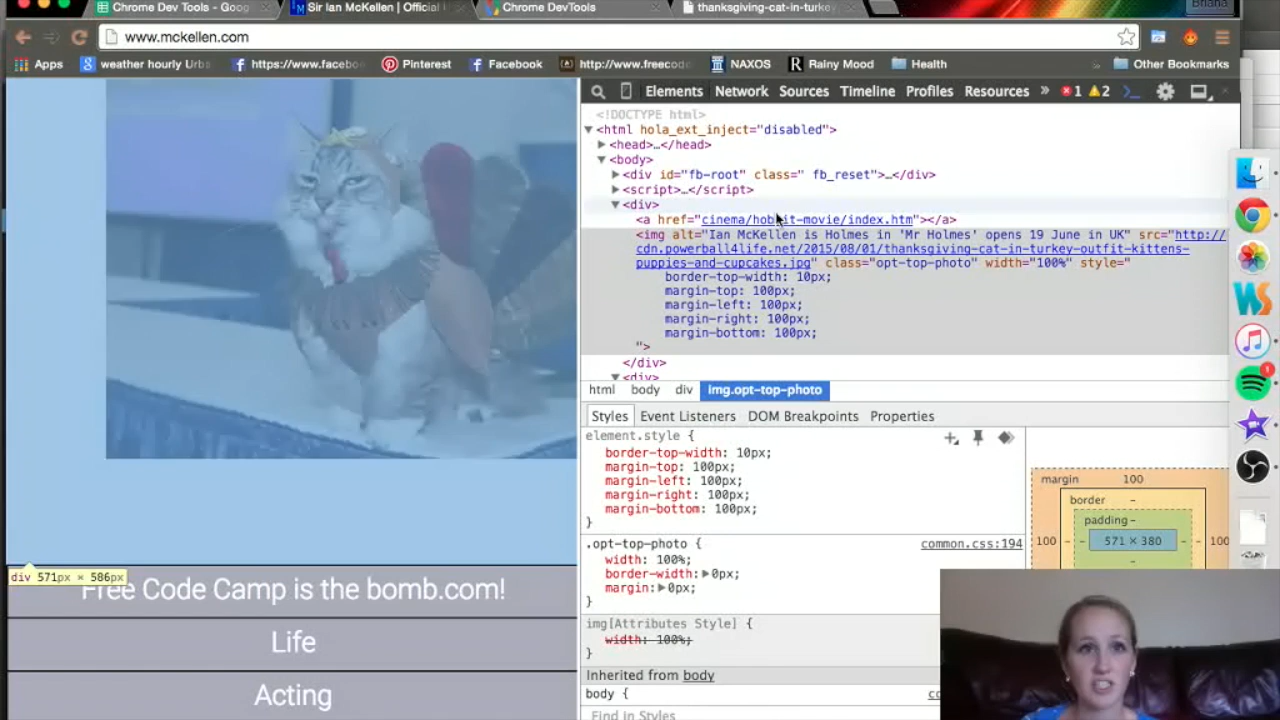 Chrome Dev Tools - Goog
Sir Ian McKellen | Official
Chrome DevTools
thanksgiving-cat-in-turkey
Briana
www.mckellen.com
Apps
weather hourly Urb
https://www.facebo
Pinterest
Facebook
http://www.freecod
NAXOS
Rainy Mood
Health
» Other Bookmarks
Elements Network Sources Timeline Profiles Resources » 1 2
<!DOCTYPE html>
▼<html hola_ext_inject="disabled">
▶<head>…</head>
▼<body>
▶<div id="fb-root" class=" fb_reset">…</div>
▶<script>…</script>
▼<div>
<a href="cinema/hobbit-movie/index.htm"></a>
<img alt="Ian McKellen is Holmes in 'Mr Holmes' opens 19 June in UK" src="http://
cdn.powerball4life.net/2015/08/01/thanksgiving-cat-in-turkey-outfit-kittens-
puppies-and-cupcakes.jpg" class="opt-top-photo" width="100%" style="
border-top-width: 10px;
margin-top: 100px;
margin-left: 100px;
margin-right: 100px;
margin-bottom: 100px;
">
</div>
▼<div>
html body div img.opt-top-photo
Styles Event Listeners DOM Breakpoints Properties
element.style {
border-top-width: 10px;
margin-top: 100px;
margin-left: 100px;
margin-right: 100px;
margin-bottom: 100px;
}
.opt-top-photo {
common.css:194
width: 100%;
border-width:▶0px;
margin:▶0px;
}
img[Attributes Style] {
width: 100%;
}
Inherited from body
body {
co
Find in Styles
margin 100
border –
padding –
100 – – 571 × 380 – – 100
–
div 571px × 586px
Free Code Camp is the bomb.com!
Life
Acting